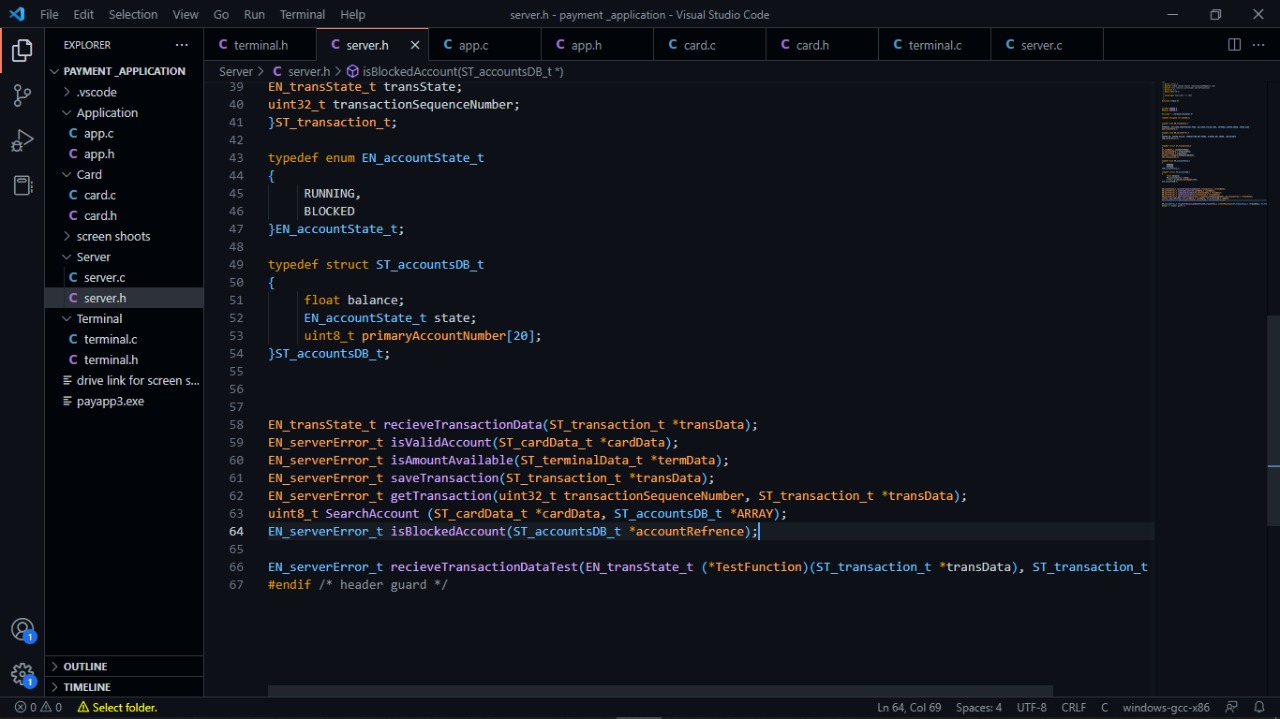 File Edit Selection View Go Run Terminal Help server.h - payment _application - Visual Studio Code
EXPLORER
PAYMENT _APPLICATION
.vscode
Application
app.c
app.h
Card
card.c
card.h
screen shoots
Server
server.c
server.h
Terminal
terminal.c
terminal.h
drive link for screen s...
payapp3.exe
OUTLINE
TIMELINE
terminal.h server.h app.c app.h card.c card.h terminal.c server.c
Server > server.h > isBlockedAccount(ST_accountsDB_t *)
39 EN_transState_t transState;
40 uint32_t transactionSequenceNumber;
41 }ST_transaction_t;
42
43 typedef enum EN_accountState_t
44 {
45 RUNNING,
46 BLOCKED
47 }EN_accountState_t;
48
49 typedef struct ST_accountsDB_t
50 {
51 float balance;
52 EN_accountState_t state;
53 uint8_t primaryAccountNumber[20];
54 }ST_accountsDB_t;
55
56
57
58 EN_transState_t recieveTransactionData(ST_transaction_t *transData);
59 EN_serverError_t isValidAccount(ST_cardData_t *cardData);
60 EN_serverError_t isAmountAvailable(ST_terminalData_t *termData);
61 EN_serverError_t saveTransaction(ST_transaction_t *transData);
62 EN_serverError_t getTransaction(uint32_t transactionSequenceNumber, ST_transaction_t *transData);
63 uint8_t SearchAccount (ST_cardData_t *cardData, ST_accountsDB_t *ARRAY);
64 EN_serverError_t isBlockedAccount(ST_accountsDB_t *accountRefrence);
65
66 EN_serverError_t recieveTransactionDataTest(EN_transState_t (*TestFunction)(ST_transaction_t *transData), ST_transaction_t
67 #endif /* header guard */
1
1
0 0 Select folder. Ln 64, Col 69 Spaces: 4 UTF-8 CRLF C windows-gcc-x86